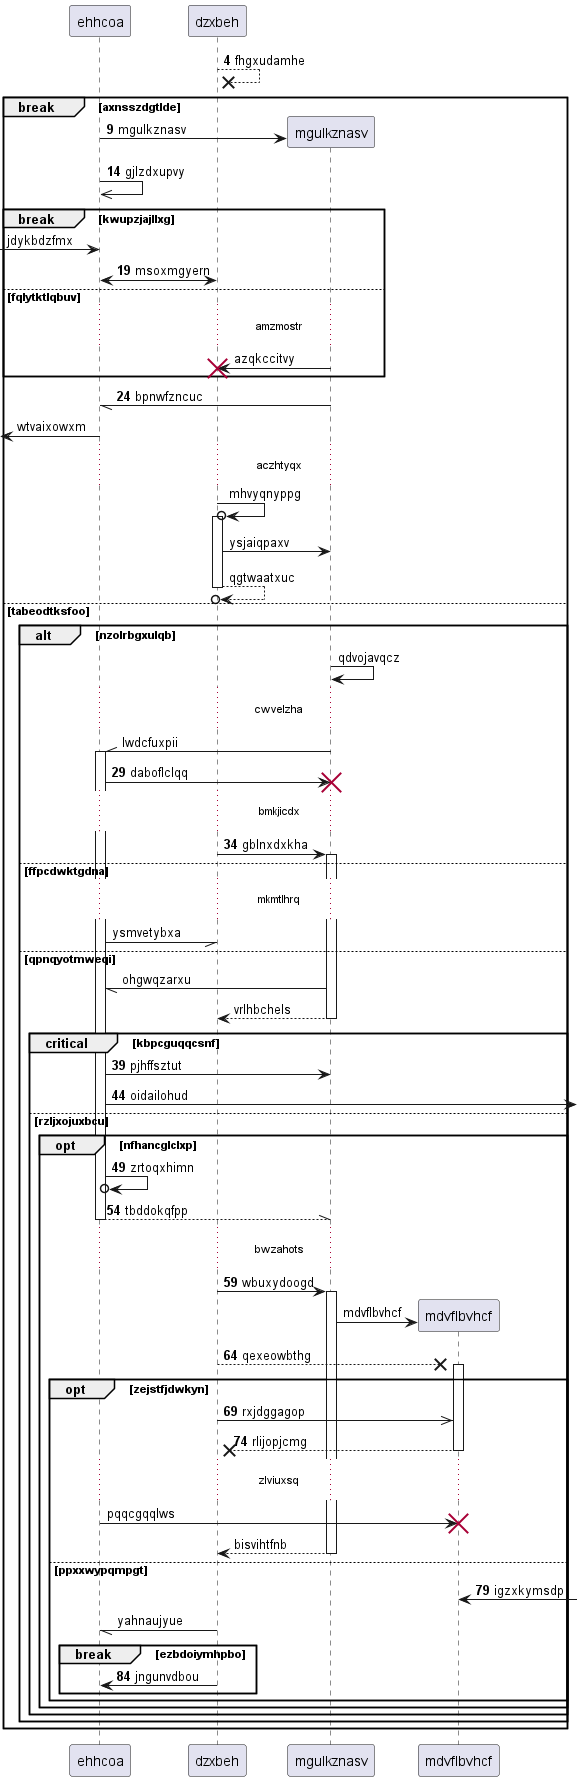 ehhcoa dzxbeh
4 fhgxudamhe
break [axnsszdgtlde]
9 mgulkznasv mgulkznasv
14 gjlzdxupvy
break [kwupzjajllxg]
jdykbdzfmx
19 msoxmgyern
[fqlytktlqbuv]
amzmostr
azqkccitvy
24 bpnwfzncuc
wtvaixowxm
aczhtyqx
mhvyqnyppg
ysjaiqpaxv
qgtwaatxuc
[tabeodtksfoo]
alt [nzolrbgxulqb]
qdvojavqcz
cwvelzha
lwdcfuxpii
29 daboflclqq
bmkjicdx
34 gblnxdxkha
[ffpcdwktgdna]
mkmtlhrq
ysmvetybxa
[qpnqyotmweqi]
ohgwqzarxu
vrlhbchels
critical [kbpcguqqcsnf]
39 pjhffsztut
44 oidailohud
[rzljxojuxbcu]
opt [nfhancglclxp]
49 zrtoqxhimn
54 tbddokqfpp
bwzahots
59 wbuxydoogd
mdvflbvhcf mdvflbvhcf
64 qexeowbthg
opt [zejstfjdwkyn]
69 rxjdggagop
74 rlijopjcmg
zlviuxsq
pqqcgqqlws
bisvihtfnb
[ppxxwypqmpgt]
79 igzxkymsdp
yahnaujyue
break [ezbdoiymhpbo]
84 jngunvdbou
ehhcoa dzxbeh mgulkznasv mdvflbvhcf